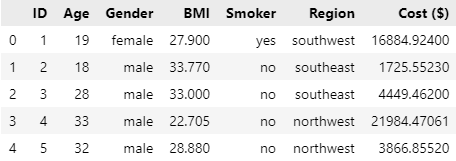 ID Age Gender BMI Smoker Region Cost ($)
0 1 19 female 27.900 yes southwest 16884.92400
1 2 18 male 33.770 no southeast 1725.55230
2 3 28 male 33.000 no southeast 4449.46200
3 4 33 male 22.705 no northwest 21984.47061
4 5 32 male 28.880 no northwest 3866.85520